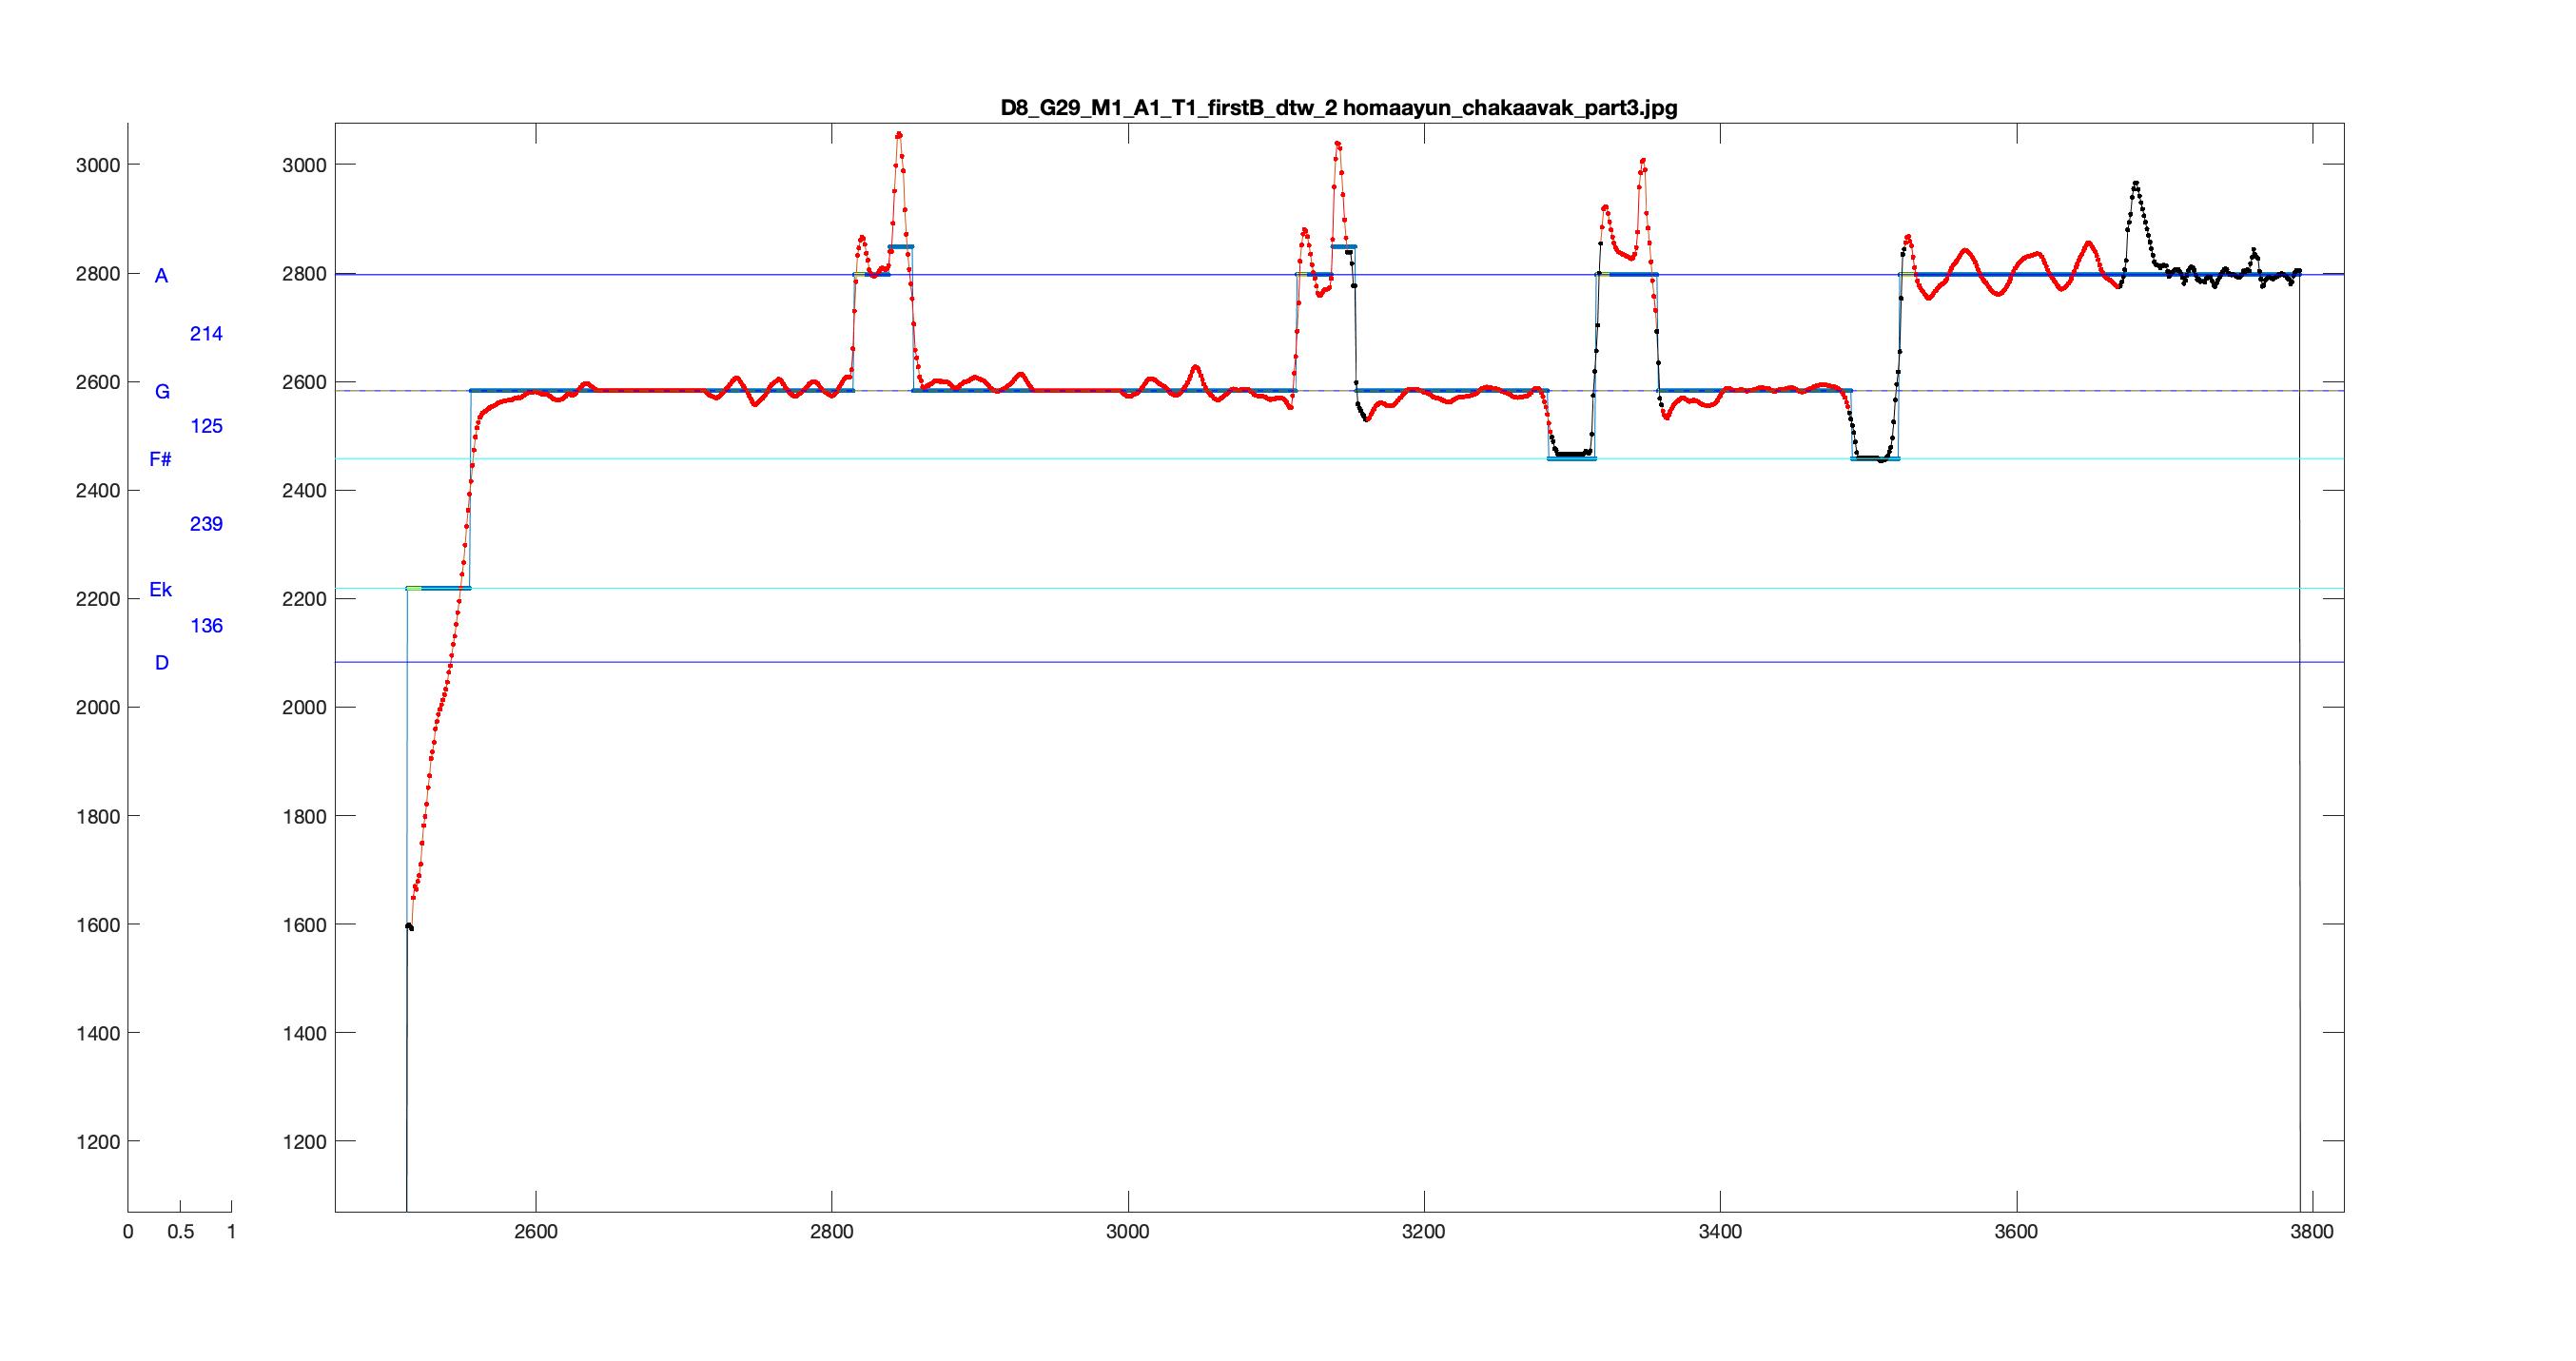 D8_G29_M1_A1_T1_firstB_dtw_2 homaayun_chakaavak_part3.jpg
3000 3000
2800 A 2800
214
2600 G 2600
125
F#
2400 2400
239
2200 Ek 2200
136
D
2000 2000
1800 1800
1600 1600
1400 1400
1200 1200
0 0.5 1 2600 2800 3000 3200 3400 3600 3800